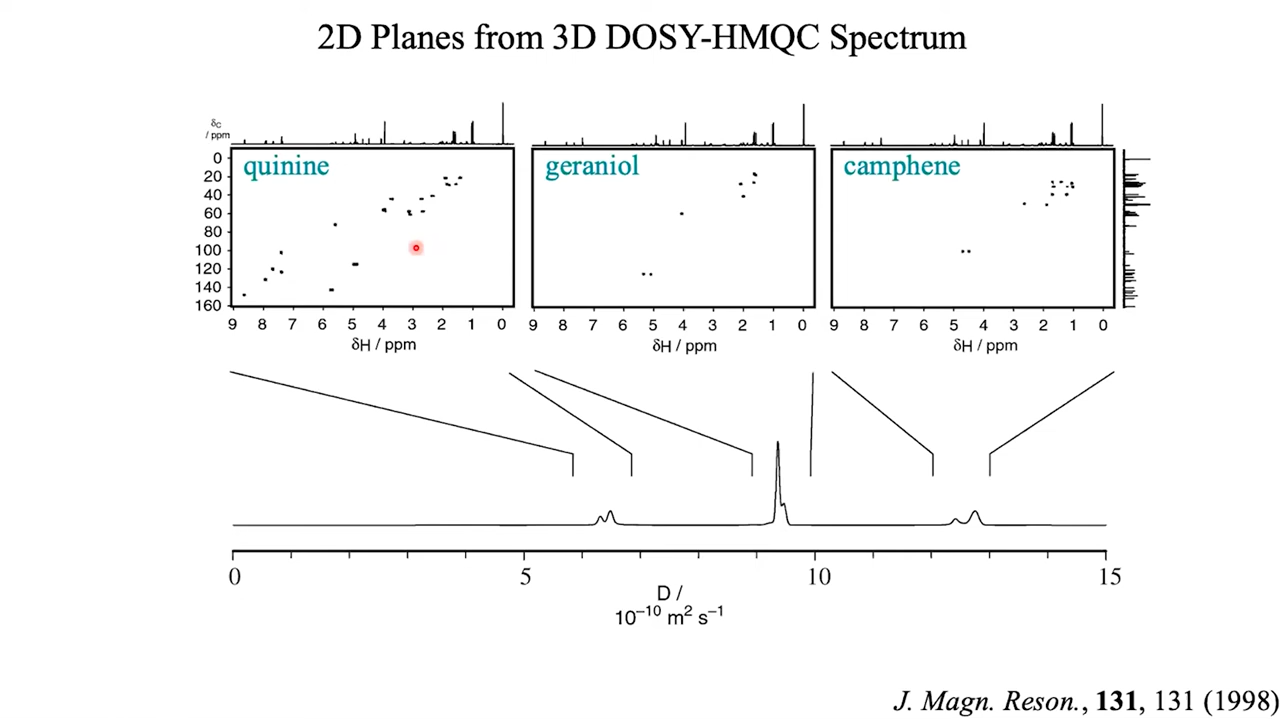 2D Planes from 3D DOSY-HMQC Spectrum
δC
/ ppm
quinine
geraniol
camphene
0
20
40
60
80
100
120
140
160
9 8 7 6 5 4 3 2 1 0
9 8 7 6 5 4 3 2 1 0
9 8 7 6 5 4 3 2 1 0
δH / ppm
δH / ppm
δH / ppm
0 5 10 15
D /
10⁻¹⁰ m² s⁻¹
J. Magn. Reson., 131, 131 (1998)